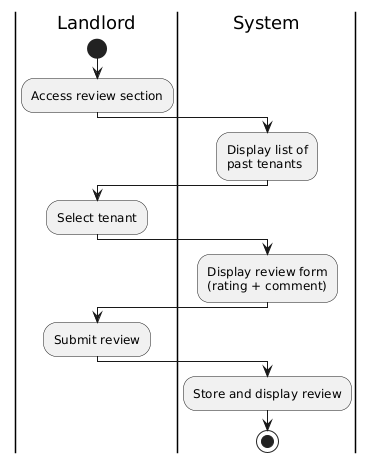 Landlord
System
Access review section
Display list of
past tenants
Select tenant
Display review form
(rating + comment)
Submit review
Store and display review